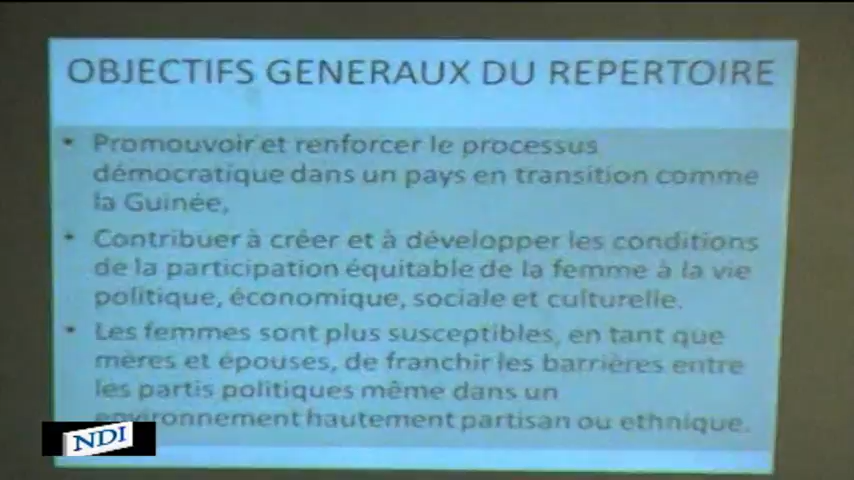 OBJECTIFS GENERAUX DU REPERTOIRE
• Promouvoir et renforcer le processus
démocratique dans un pays en transition comme
la Guinée,
• Contribuer à créer et à développer les conditions
de la participation équitable de la femme à la vie
politique, économique, sociale et culturelle.
• Les femmes sont plus susceptibles, en tant que
mères et épouses, de franchir les barrières entre
les partis politiques même dans un
environnement hautement partisan ou ethnique.
NDI